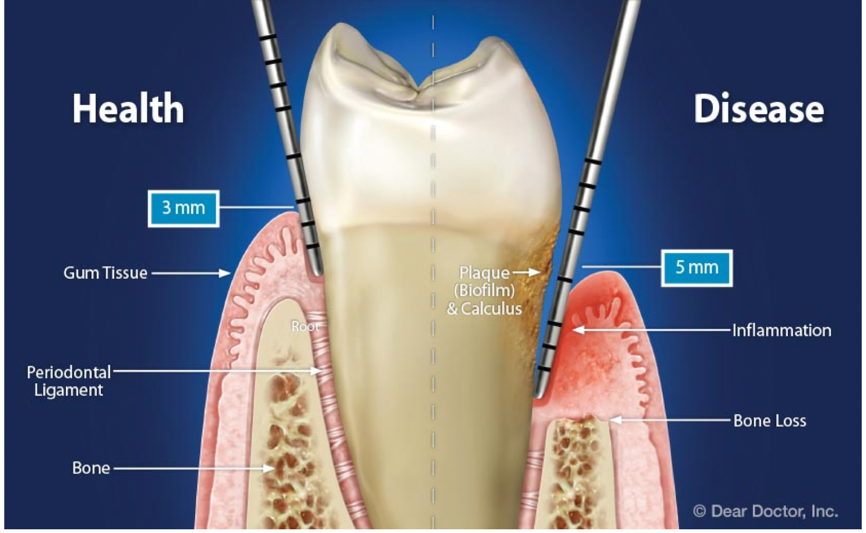 Health
Disease
3 mm
5 mm
Gum Tissue
Plaque
(Biofilm)
& Calculus
Root
Inflammation
Periodontal
Ligament
Bone Loss
Bone
© Dear Doctor, Inc.